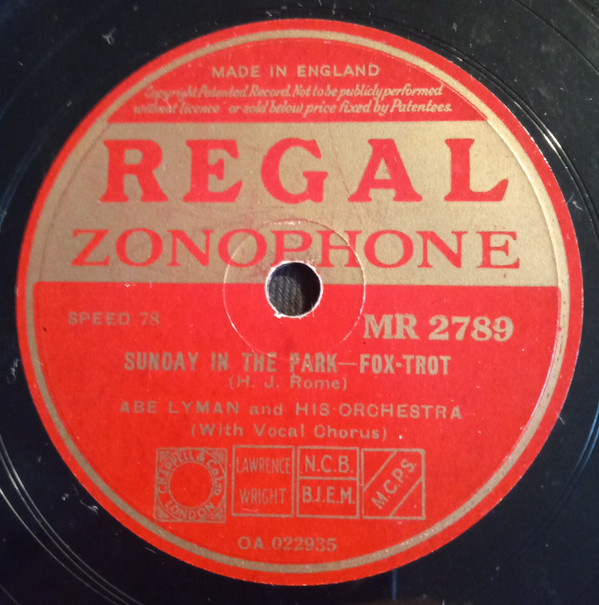 MADE IN ENGLAND
Copyright Patented Record. Not to be publicly performed
without licence or sold below price fixed by Patentees.
REGAL
ZONOPHONE
SPEED 78
MR 2789
SUNDAY IN THE PARK—FOX-TROT
(H. J. Rome)
ABE LYMAN and HIS ORCHESTRA
(With Vocal Chorus)
CHAPPELL & CO LTD
LONDON
LAWRENCE
WRIGHT
N.C.B.
B.I.E.M.
M.C.P.S.
OA.022935